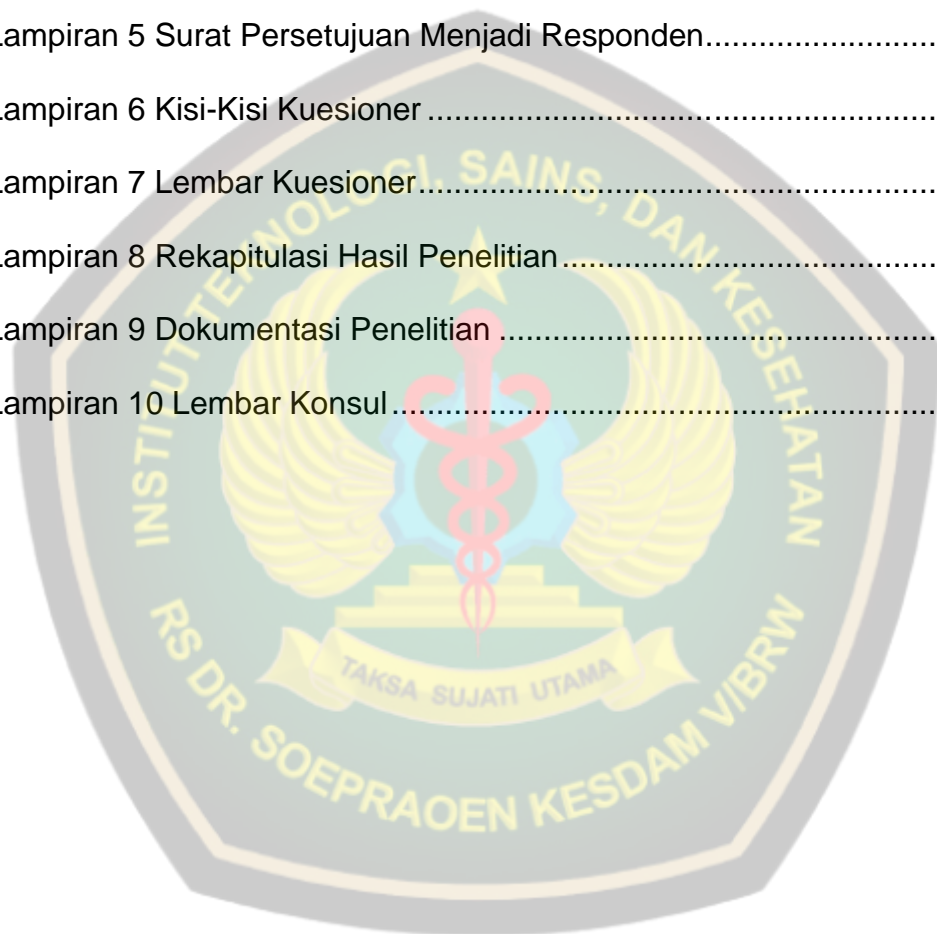 Lampiran 5 Surat Persetujuan Menjadi Responden..........................
Lampiran 6 Kisi-Kisi Kuesioner.........................................................
Lampiran 7 Lembar Kuesioner..........................................................
Lampiran 8 Rekapitulasi Hasil Penelitian..........................................
Lampiran 9 Dokumentasi Penelitian.................................................
Lampiran 10 Lembar Konsul.............................................................
INSTITUT TEKNOLOGI, SAINS, DAN KESEHATAN
TAKSA SUJATI UTAMA
RS DR. SOEPRAOEN KESDAM V/BRW